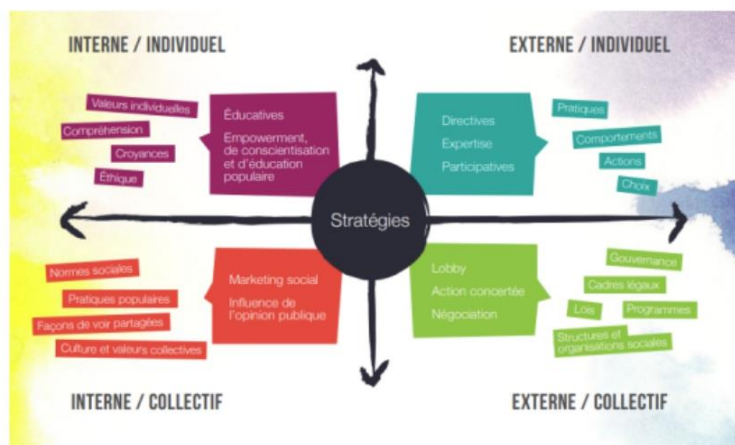 INTERNE / INDIVIDUEL
EXTERNE / INDIVIDUEL
Valeurs individuelles
Compréhension
Croyances
Éthique
Éducatives
Empowerment,
de conscientisation
et d'éducation
populaire
Directives
Expertise
Participatives
Pratiques
Comportements
Actions
Choix
Stratégies
Normes sociales
Pratiques populaires
Façons de voir partagées
Culture et valeurs collectives
Marketing social
Influence de
l'opinion publique
Lobby
Action concertée
Négociation
Gouvernance
Cadres légaux
Lois
Programmes
Structures et
organisations sociales
INTERNE / COLLECTIF
EXTERNE / COLLECTIF